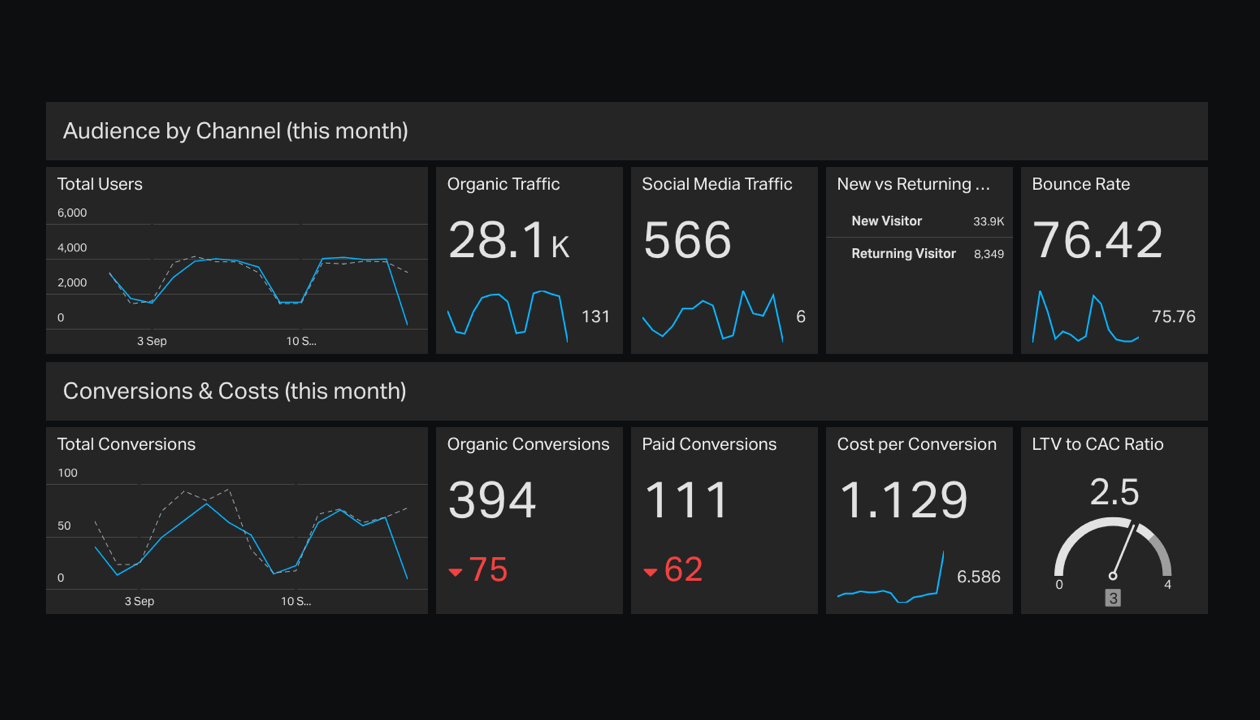 Audience by Channel (this month)
Total Users
6,000
4,000
2,000
0
3 Sep
10 S...
Organic Traffic
28.1 K
131
Social Media Traffic
566
6
New vs Returning ...
New Visitor 33.9K
Returning Visitor 8,349
Bounce Rate
76.42
75.76
Conversions & Costs (this month)
Total Conversions
100
50
0
3 Sep
10 S...
Organic Conversions
394
75
Paid Conversions
111
62
Cost per Conversion
1.129
6.586
LTV to CAC Ratio
2.5
0
4
3